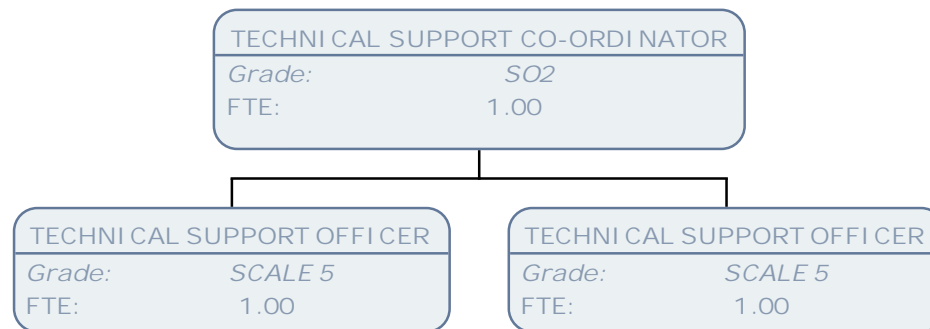 TECHNICAL SUPPORT CO-ORDINATOR
Grade: SO2
FTE: 1.00
TECHNICAL SUPPORT OFFICER
Grade: SCALE 5
FTE: 1.00
TECHNICAL SUPPORT OFFICER
Grade: SCALE 5
FTE: 1.00